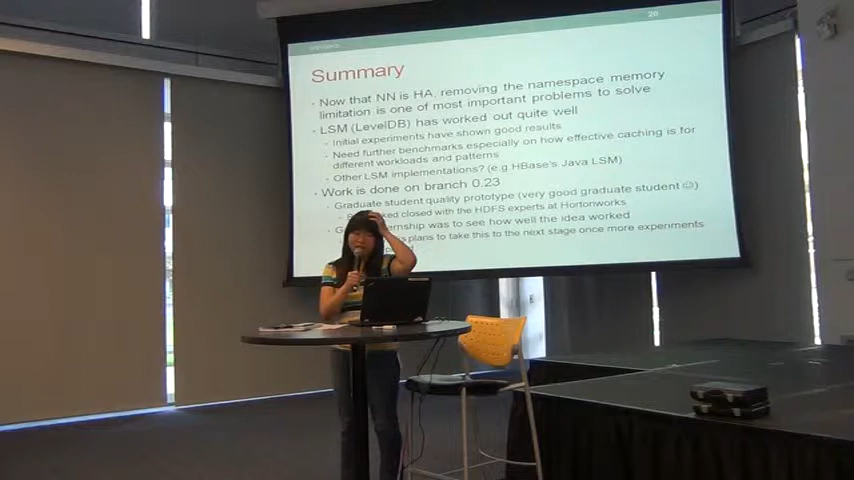 20
Summary
• Now that NN is HA, removing the namespace memory
limitation is one of most important problems to solve
• LSM (LevelDB) has worked out quite well
• Initial experiments have shown good results
• Need further benchmarks especially on how effective caching is for
different workloads and patterns
• Other LSM implementations? (e.g HBase's Java LSM)
• Work is done on branch 0.23
• Graduate student quality prototype (very good graduate student ☺)
closed with the HDFS experts at Hortonworks
was to see how well the idea worked
plans to take this to the next stage once more experiments